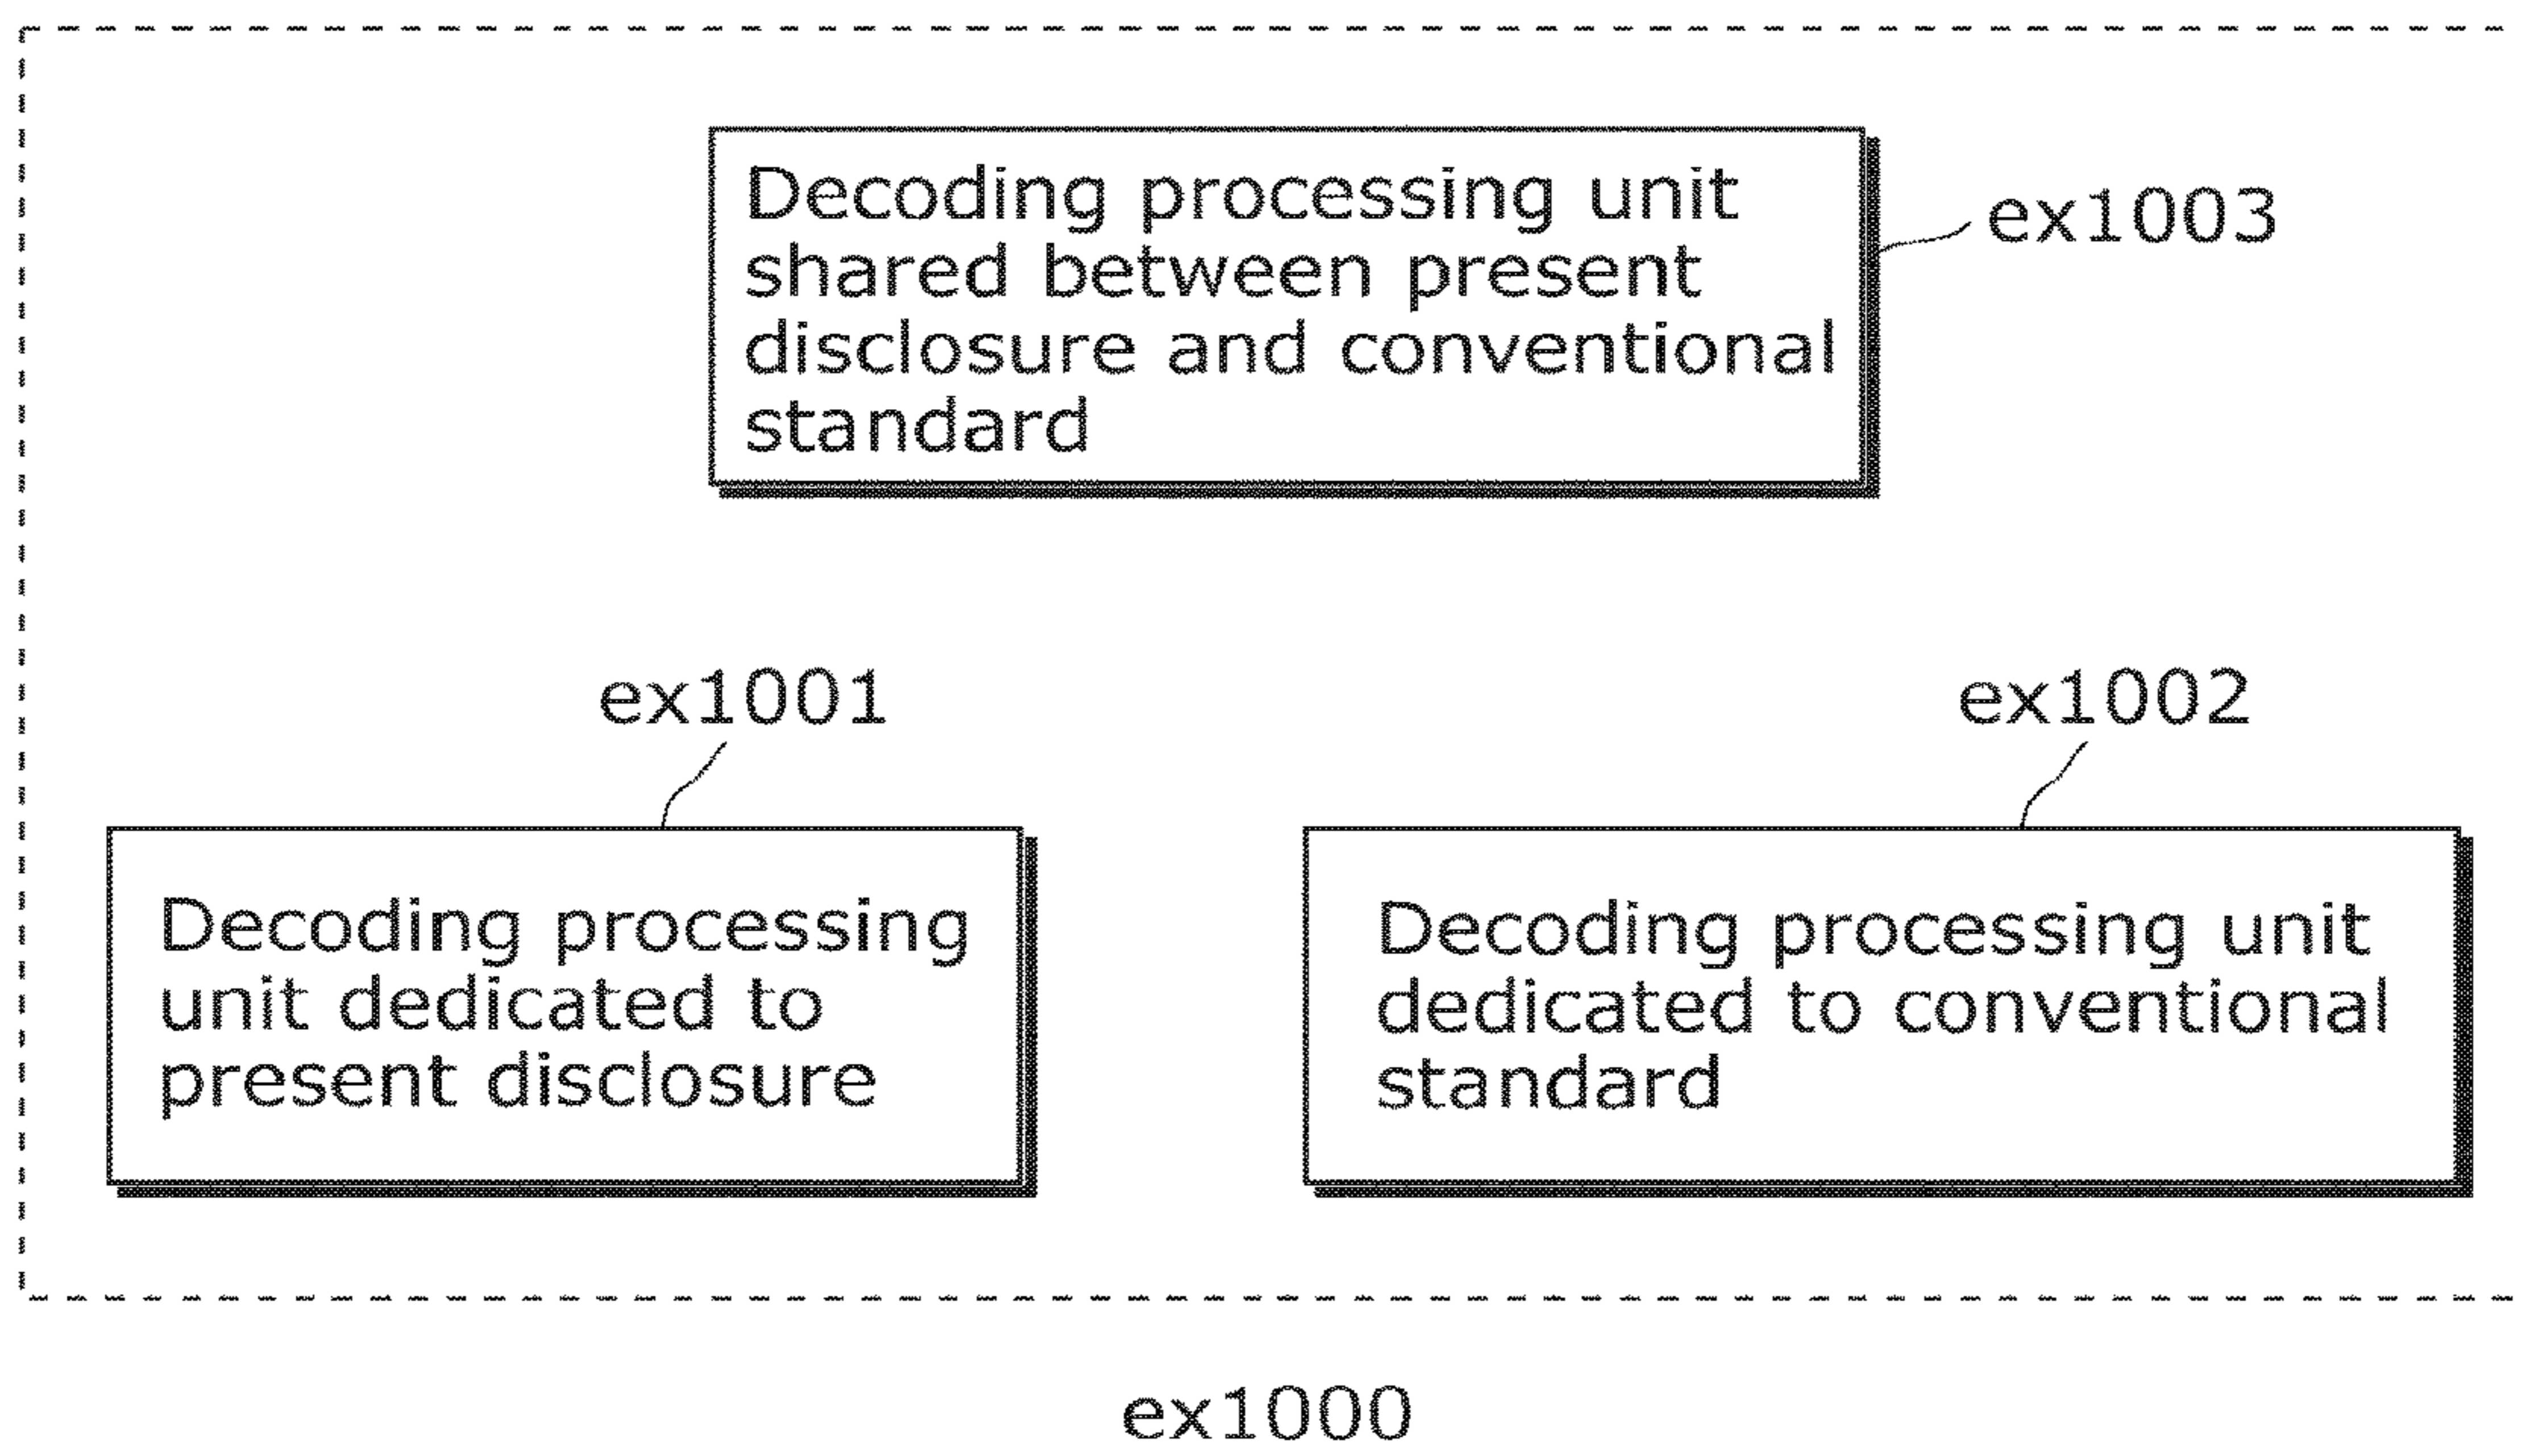 Decoding processing unit
shared between present
disclosure and conventional
standard
ex1003
ex1001
ex1002
Decoding processing
unit dedicated to
present disclosure
Decoding processing unit
dedicated to conventional
standard
ex1000